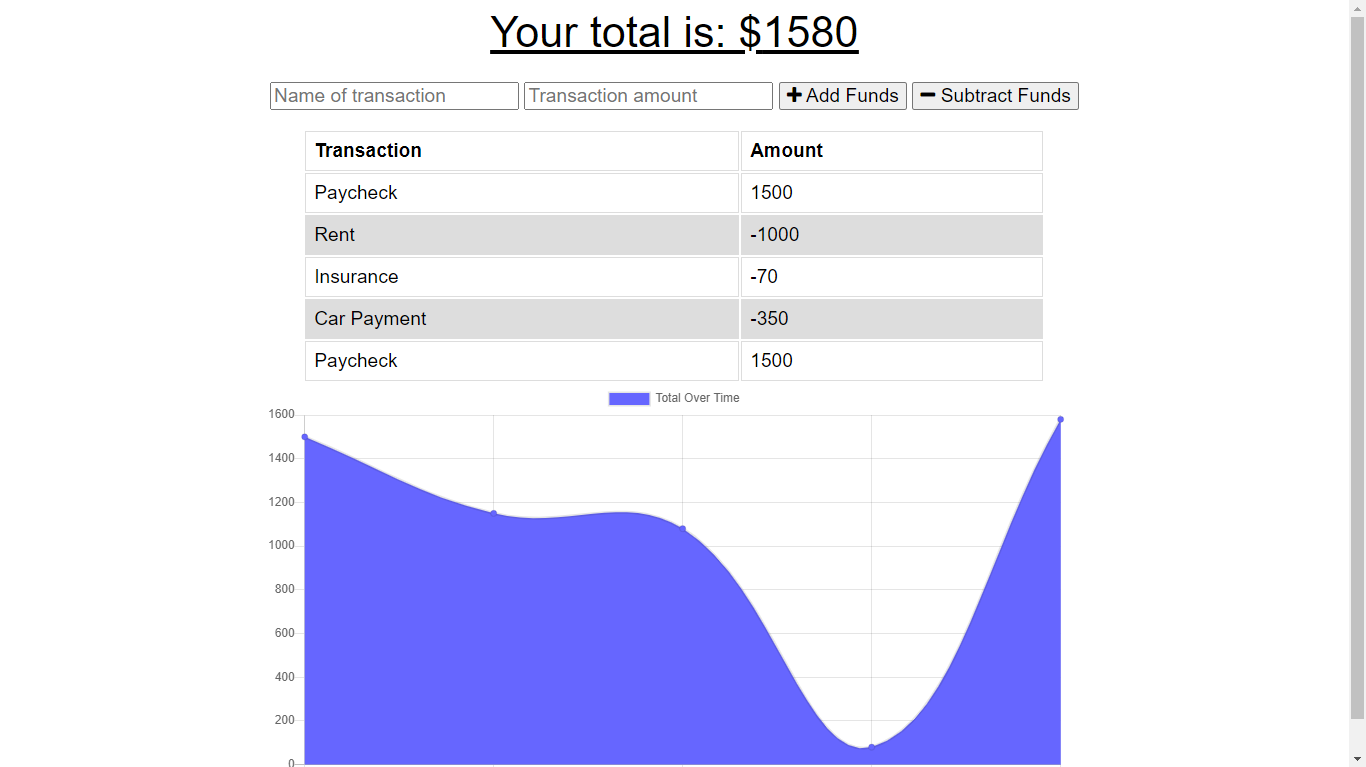 Your total is: $1580
Name of transaction Transaction amount Add Funds Subtract Funds
Transaction Amount
Paycheck 1500
Rent -1000
Insurance -70
Car Payment -350
Paycheck 1500
Total Over Time
1600
1400
1200
1000
800
600
400
200
0